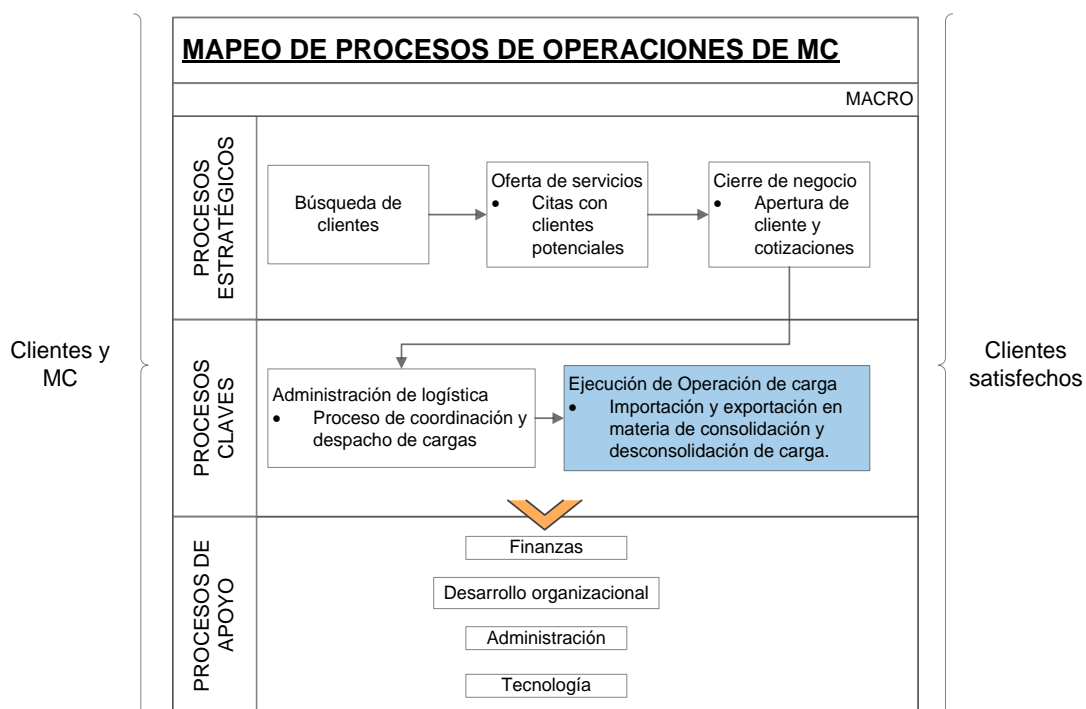 MAPEO DE PROCESOS DE OPERACIONES DE MC
MACRO
Clientes y
MC
PROCESOS
ESTRATÉGICOS
Búsqueda de
clientes
Oferta de servicios
• Citas con
clientes
potenciales
Cierre de negocio
• Apertura de
cliente y
cotizaciones
PROCESOS
CLAVES
Administración de logística
• Proceso de coordinación y
despacho de cargas
Ejecución de Operación de carga
• Importación y exportación en
materia de consolidación y
desconsolidación de carga.
PROCESOS DE
APOYO
Finanzas
Desarrollo organizacional
Administración
Tecnología
Clientes
satisfechos